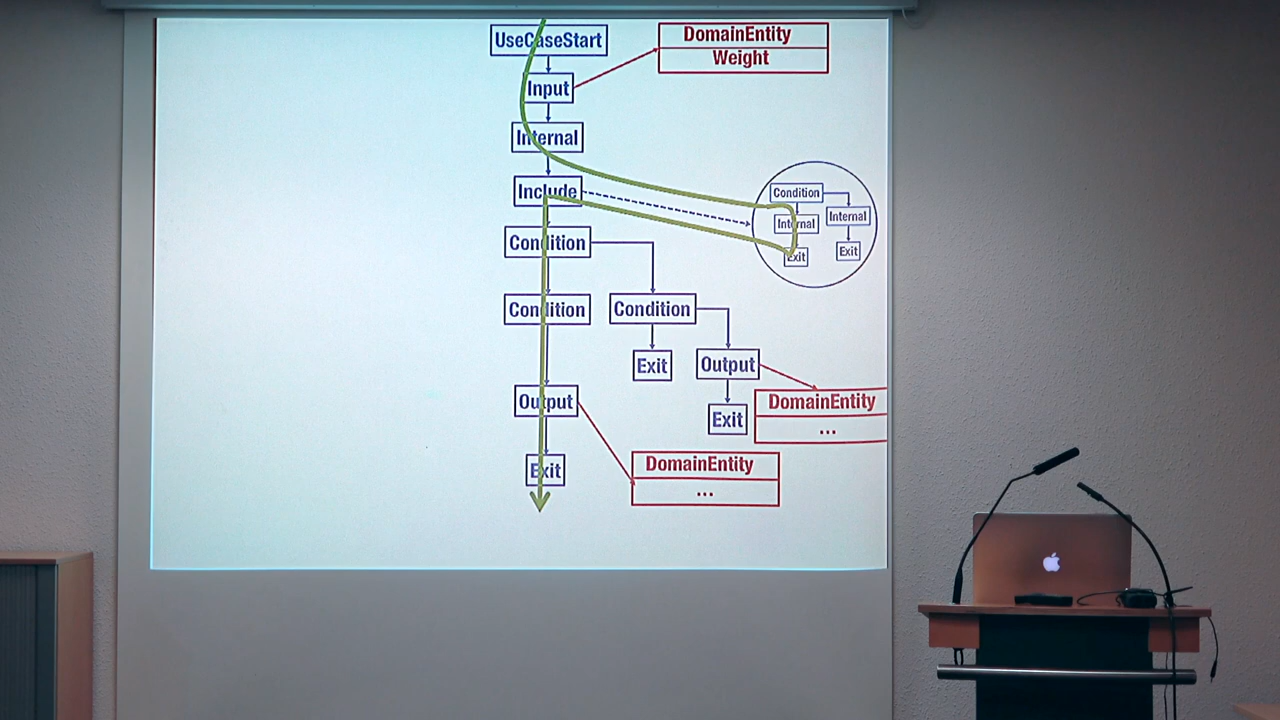 UseCaseStart
DomainEntity
Weight
Input
Internal
Include
Condition
Internal
Internal
Exit
Exit
Condition
Condition
Condition
Exit
Output
DomainEntity
...
Exit
Output
DomainEntity
...
Exit